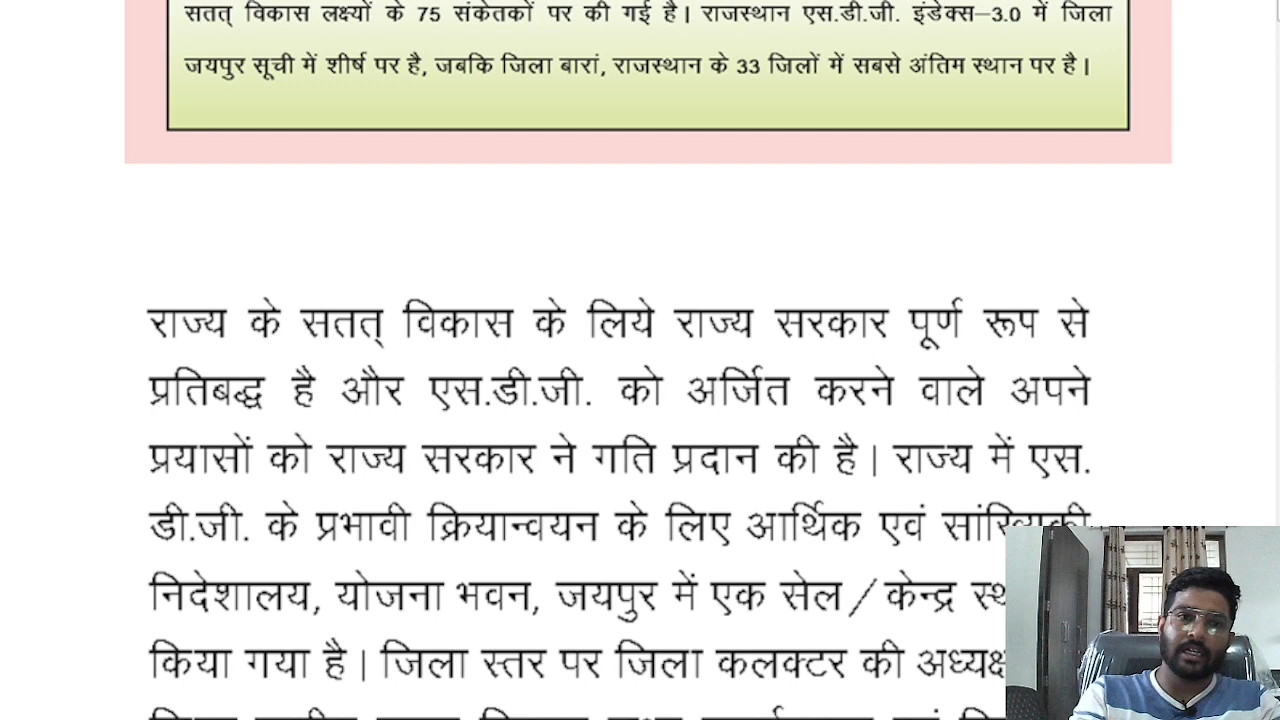 सतत् विकास लक्ष्यों के 75 संकेतकों पर की गई है। राजस्थान एस.डी.जी. इंडेक्स–3.0 में जिला
जयपुर सूची में शीर्ष पर है, जबकि जिला बारां, राजस्थान के 33 जिलों में सबसे अंतिम स्थान पर है।
राज्य के सतत् विकास के लिये राज्य सरकार पूर्ण रूप से
प्रतिबद्ध है और एस.डी.जी. को अर्जित करने वाले अपने
प्रयासों को राज्य सरकार ने गति प्रदान की है। राज्य में एस.
डी.जी. के प्रभावी क्रियान्वयन के लिए आर्थिक एवं सांख्यिकी
निदेशालय, योजना भवन, जयपुर में एक सेल/केन्द्र
किया गया है। जिला स्तर पर जिला कलक्टर की